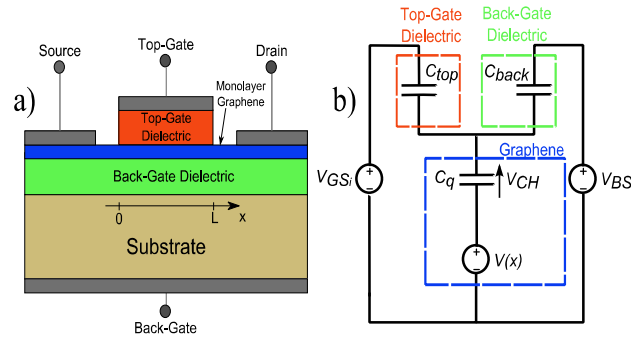 a)
Source
Top-Gate
Drain
Monolayer
Graphene
Top-Gate
Dielectric
Back-Gate Dielectric
0
L
x
Substrate
Back-Gate
b)
Top-Gate
Dielectric
Back-Gate
Dielectric
Ctop
Cback
Graphene
VGSi
Cq
VCH
VBS
V(x)